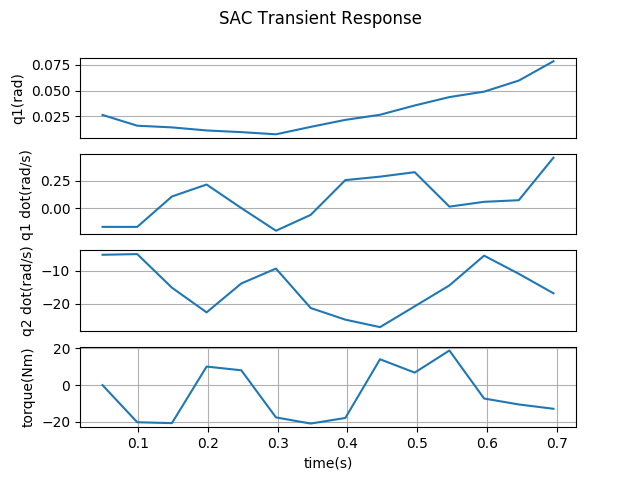 SAC Transient Response
0.075
0.050
0.025
q1(rad)
0.25
0.00
q1 dot(rad/s)
−10
−20
q2 dot(rad/s)
20
0
−20
torque(Nm)
0.1 0.2 0.3 0.4 0.5 0.6 0.7
time(s)